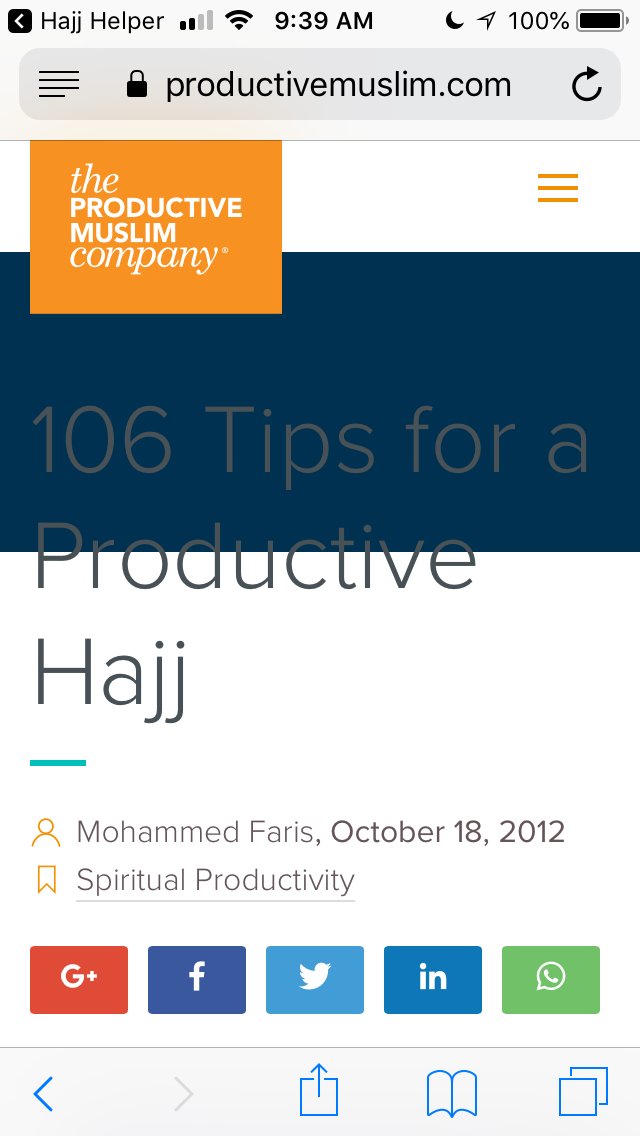 Hajj Helper 9:39 AM 100%
productivemuslim.com
the
PRODUCTIVE
MUSLIM
company®
106 Tips for a
Productive
Hajj
Mohammed Faris, October 18, 2012
Spiritual Productivity
G+ f in